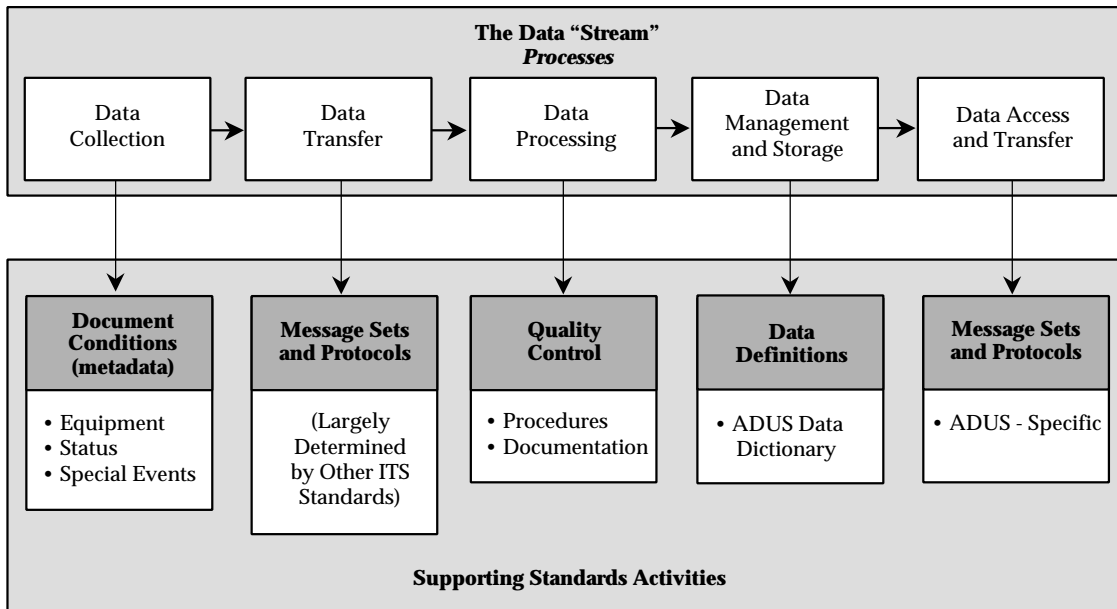 The Data “Stream”
Processes
Data
Collection
Data
Transfer
Data
Processing
Data
Management
and Storage
Data Access
and Transfer
Document
Conditions
(metadata)
• Equipment
• Status
• Special Events
Message Sets
and Protocols
(Largely
Determined
by Other ITS
Standards)
Quality
Control
• Procedures
• Documentation
Data
Definitions
• ADUS Data
Dictionary
Message Sets
and Protocols
• ADUS - Specific
Supporting Standards Activities